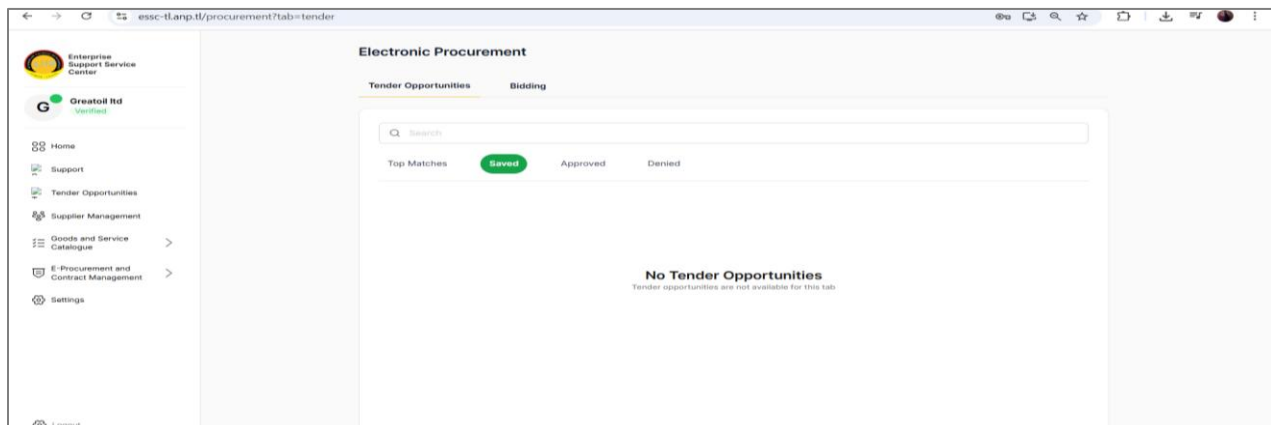 essc-tl.anp.tl/procurement?tab=tender
Enterprise
Support Service
Center
G
Greatoil ltd
Verified
Home
Support
Tender Opportunities
Supplier Management
Goods and Service
Catalogue
E-Procurement and
Contract Management
Settings
Logout
Electronic Procurement
Tender Opportunities Bidding
Search
Top Matches Saved Approved Denied
No Tender Opportunities
Tender opportunities are not available for this tab